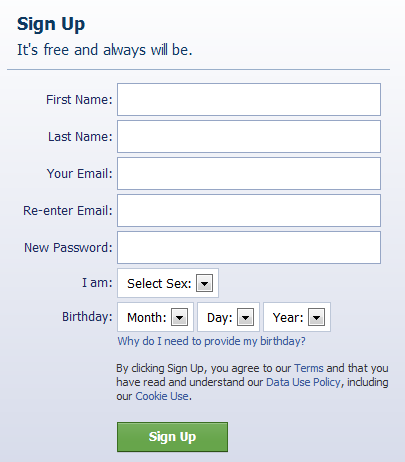 Sign Up
It's free and always will be.
First Name:
Last Name:
Your Email:
Re-enter Email:
New Password:
I am: Select Sex:
Birthday: Month: Day: Year:
Why do I need to provide my birthday?
By clicking Sign Up, you agree to our Terms and that you
have read and understand our Data Use Policy, including
our Cookie Use.
Sign Up